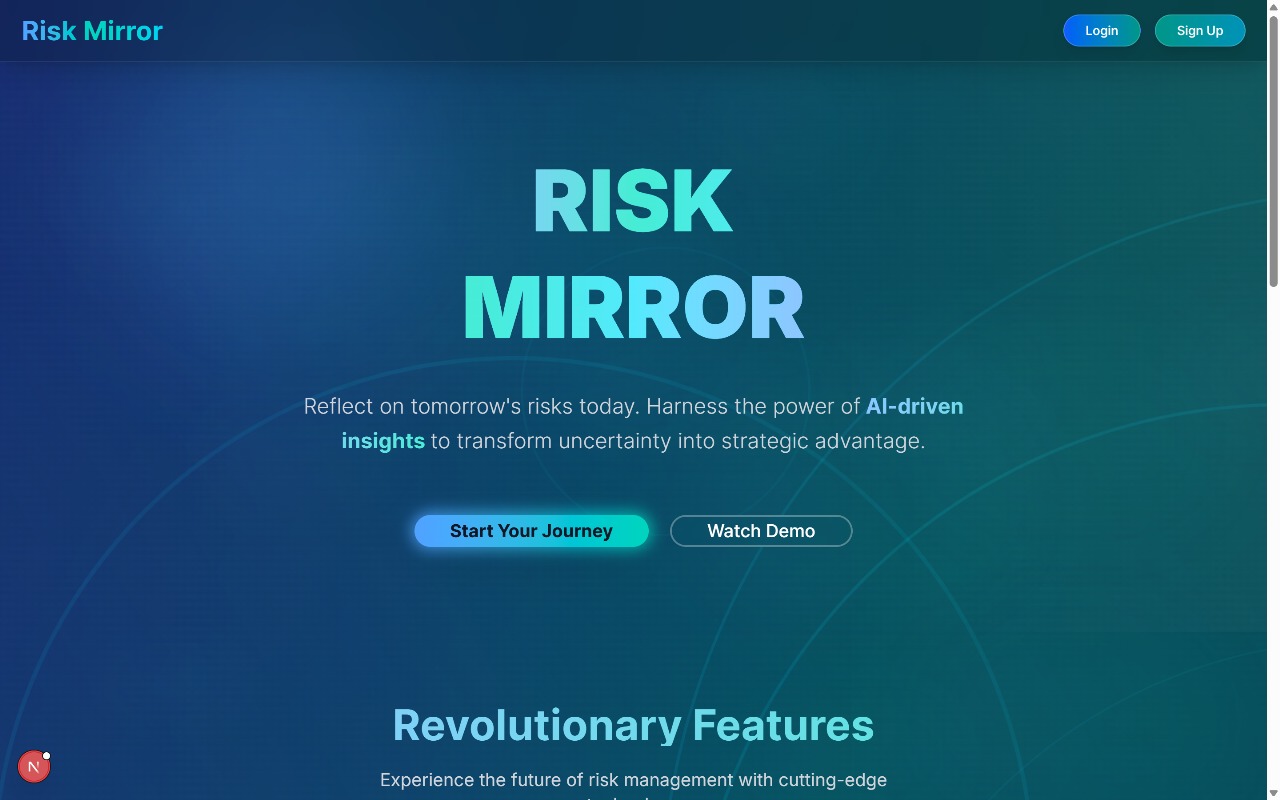 Risk Mirror
Login
Sign Up
RISK
MIRROR
Reflect on tomorrow's risks today. Harness the power of AI-driven
insights to transform uncertainty into strategic advantage.
Start Your Journey
Watch Demo
Revolutionary Features
Experience the future of risk management with cutting-edge
N